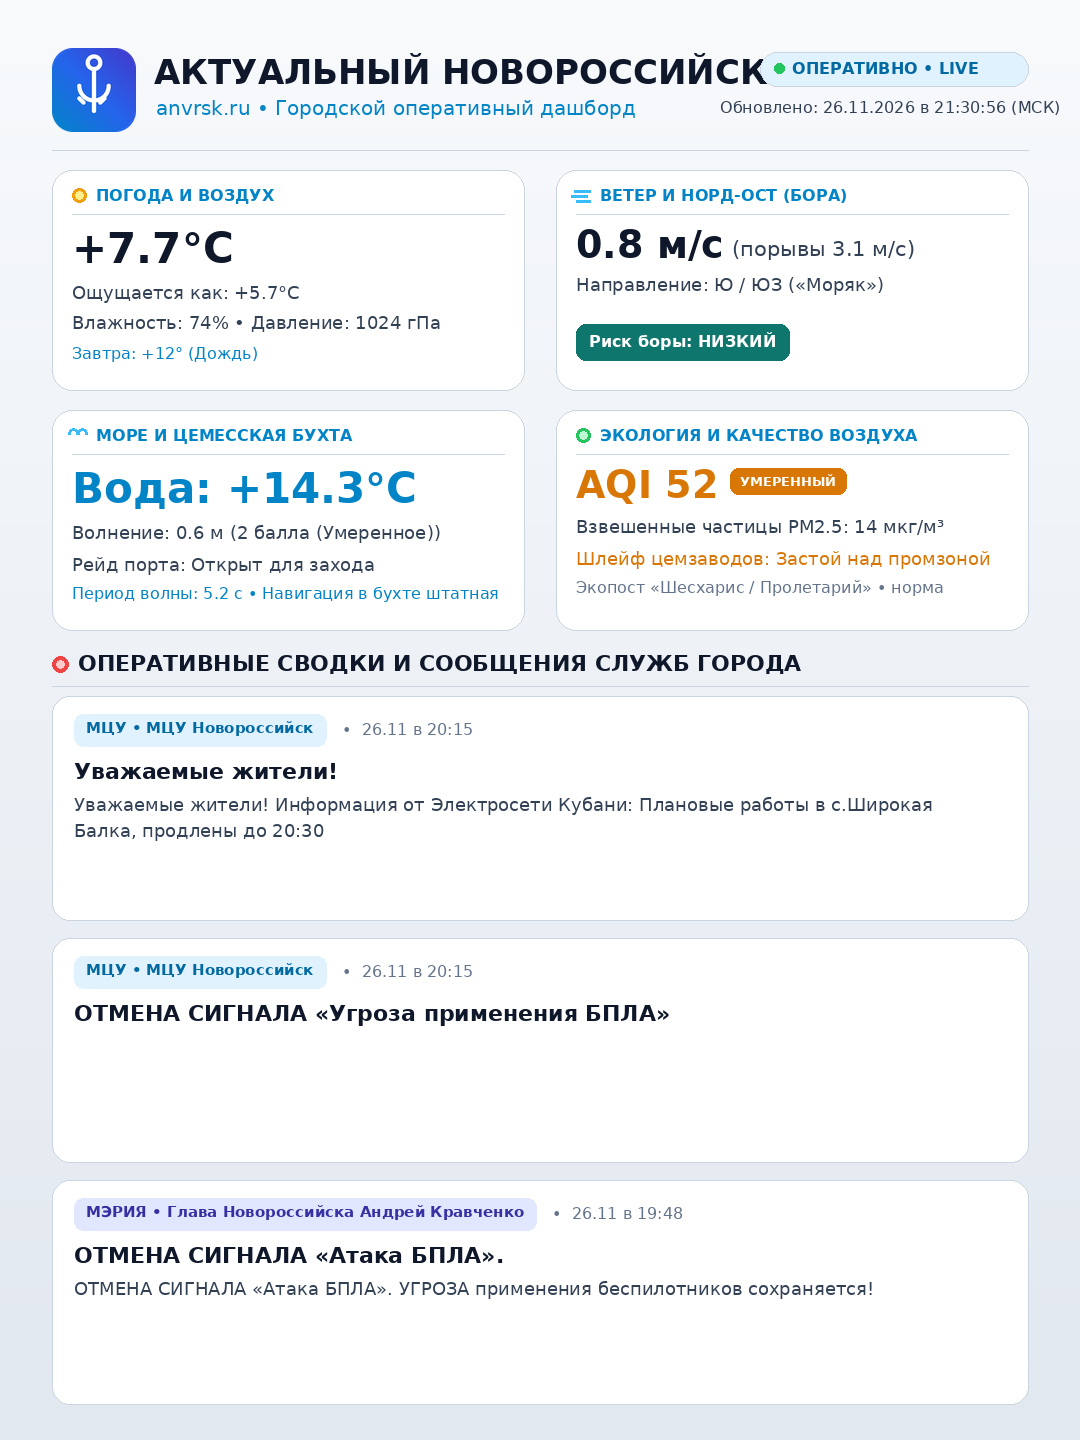 АКТУАЛЬНЫЙ НОВОРОССИЙСК
ОПЕРАТИВНО • LIVE
anvrsk.ru • Городской оперативный дашборд
Обновлено: 26.11.2026 в 21:30:56 (МСК)
ПОГОДА И ВОЗДУХ
+7.7°C
Ощущается как: +5.7°C
Влажность: 74% • Давление: 1024 гПа
Завтра: +12° (Дождь)
ВЕТЕР И НОРД-ОСТ (БОРА)
0.8 м/с (порывы 3.1 м/с)
Направление: Ю / ЮЗ («Моряк»)
Риск боры: НИЗКИЙ
МОРЕ И ЦЕМЕССКАЯ БУХТА
Вода: +14.3°C
Волнение: 0.6 м (2 балла (Умеренное))
Рейд порта: Открыт для захода
Период волны: 5.2 с • Навигация в бухте штатная
ЭКОЛОГИЯ И КАЧЕСТВО ВОЗДУХА
AQI 52 УМЕРЕННЫЙ
Взвешенные частицы PM2.5: 14 мкг/м³
Шлейф цемзаводов: Застой над промзоной
Экопост «Шесхарис / Пролетарий» • норма
ОПЕРАТИВНЫЕ СВОДКИ И СООБЩЕНИЯ СЛУЖБ ГОРОДА
МЦУ • МЦУ Новороссийск • 26.11 в 20:15
Уважаемые жители!
Уважаемые жители! Информация от Электросети Кубани: Плановые работы в с.Широкая
Балка, продлены до 20:30
МЦУ • МЦУ Новороссийск • 26.11 в 20:15
ОТМЕНА СИГНАЛА «Угроза применения БПЛА»
МЭРИЯ • Глава Новороссийска Андрей Кравченко • 26.11 в 19:48
ОТМЕНА СИГНАЛА «Атака БПЛА».
ОТМЕНА СИГНАЛА «Атака БПЛА». УГРОЗА применения беспилотников сохраняется!